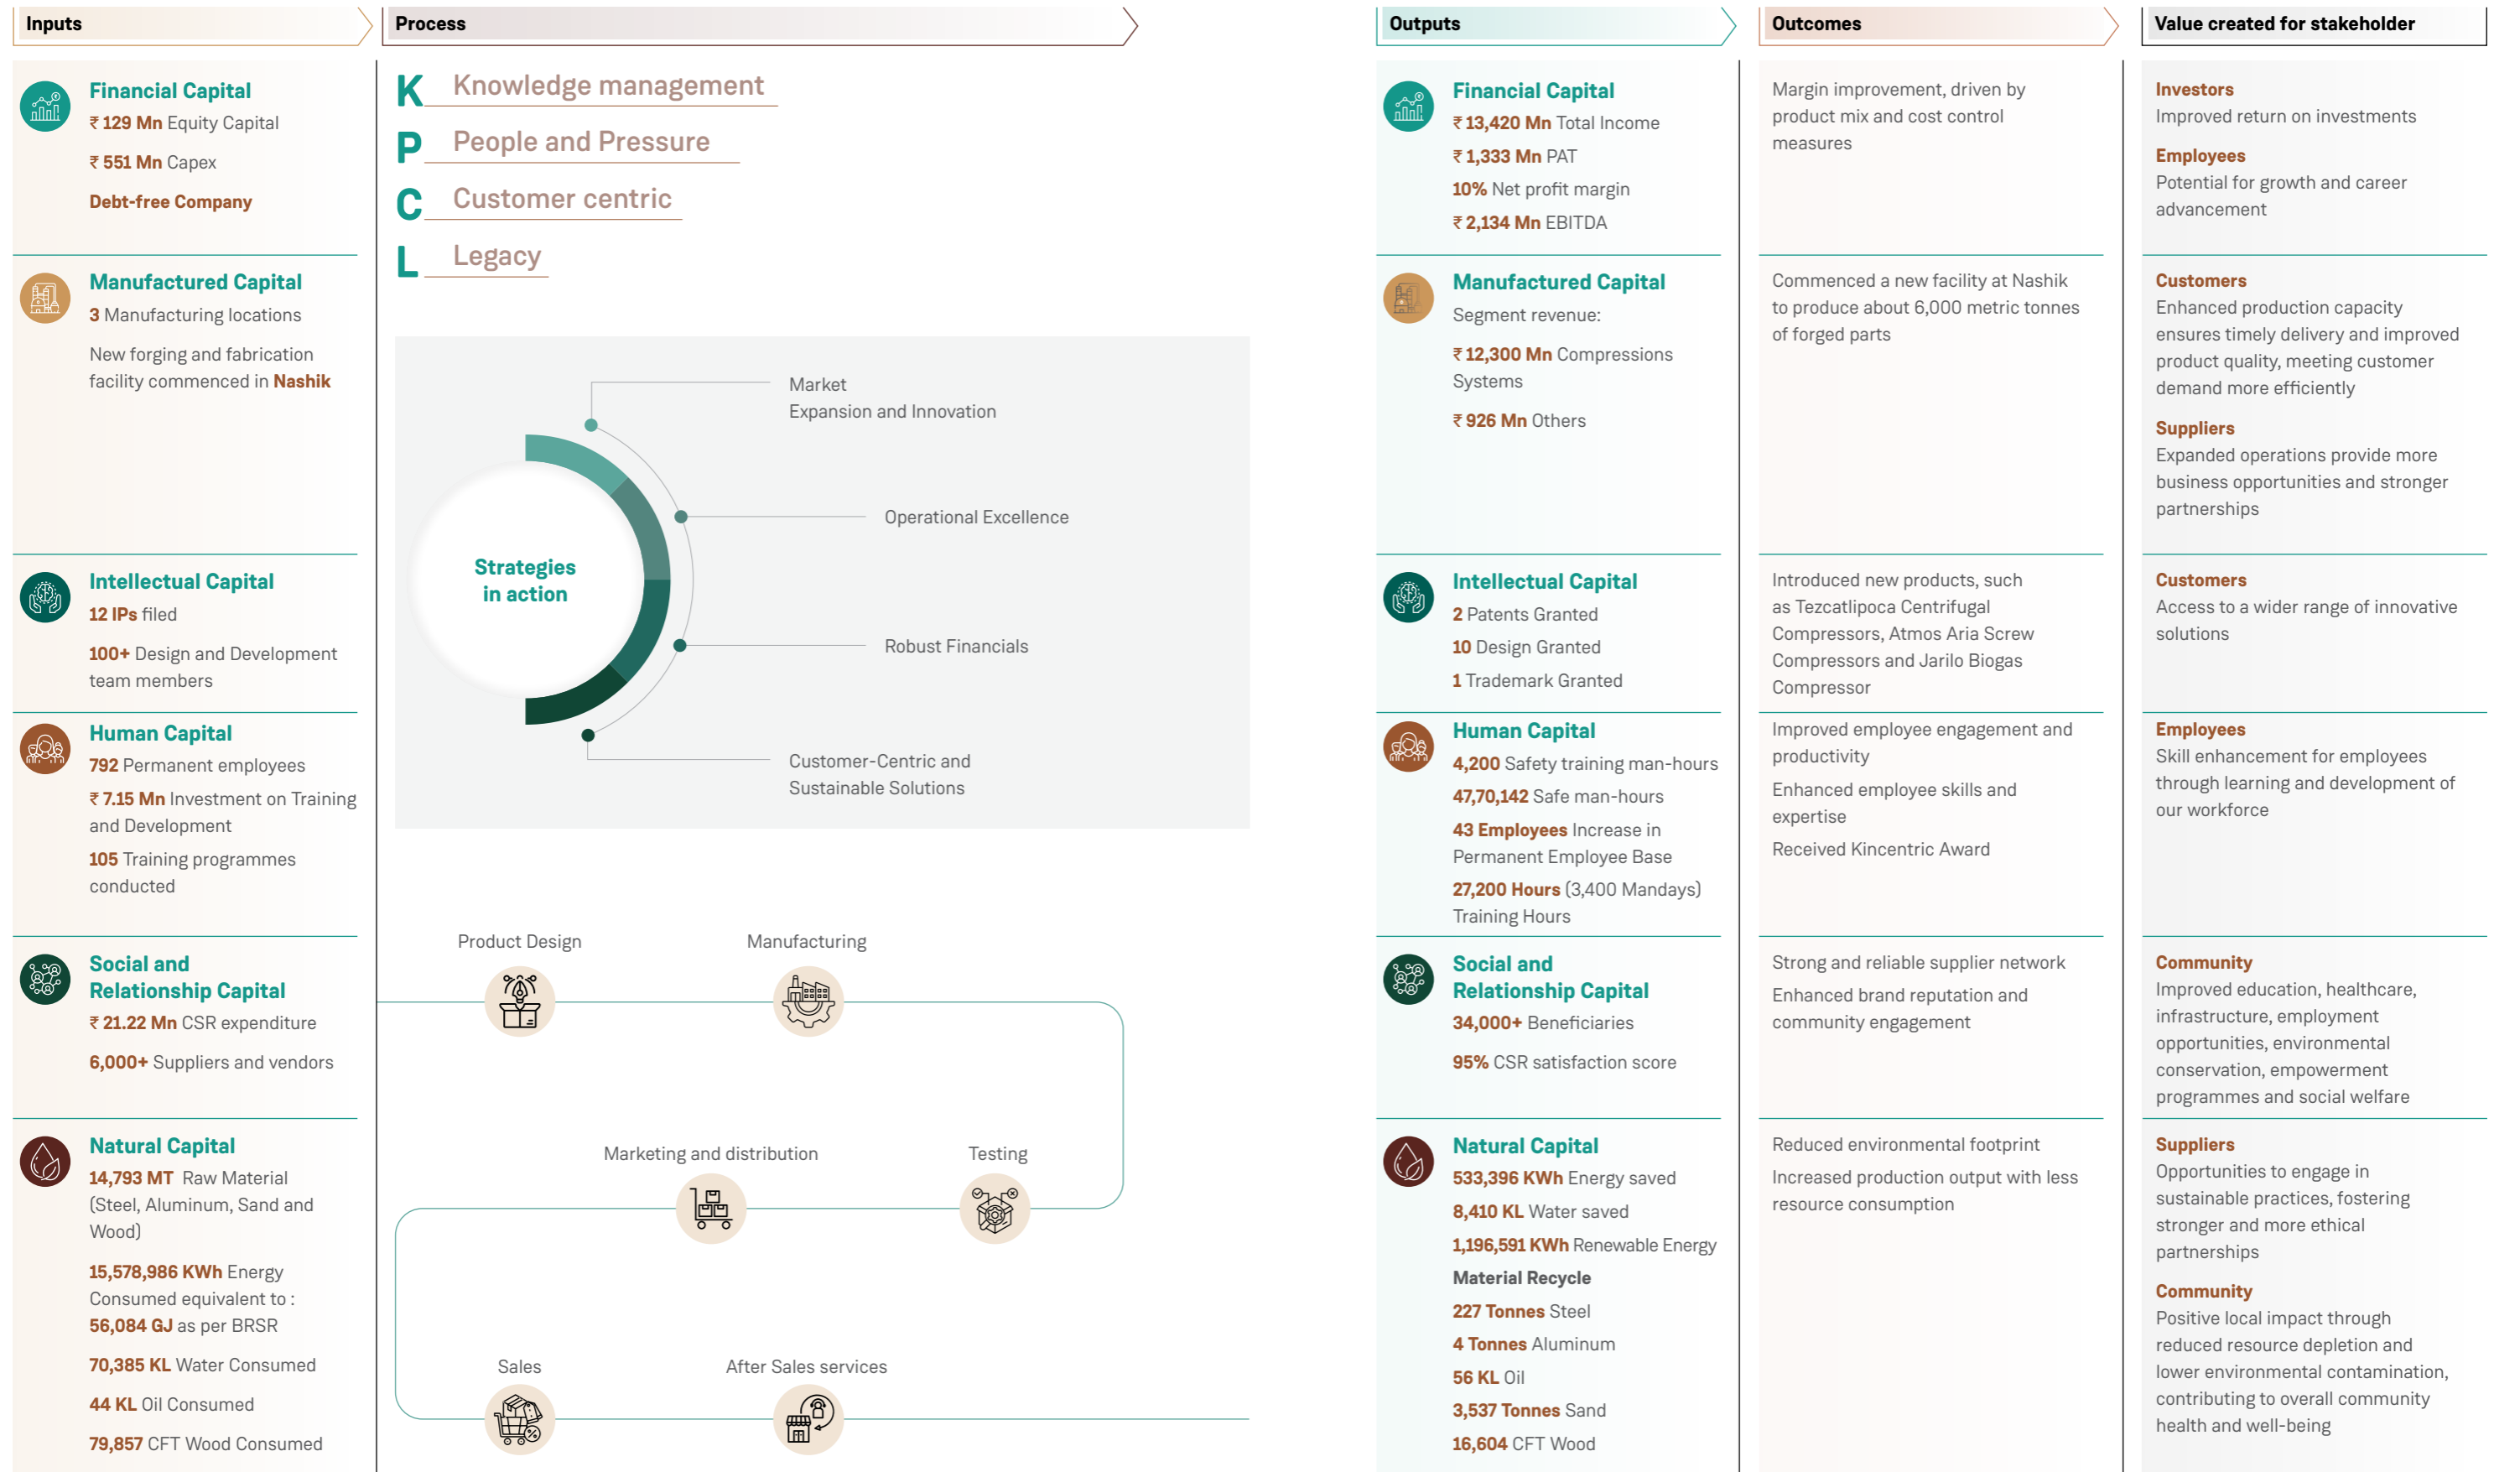 Inputs
Financial Capital
₹ 129 Mn Equity Capital
₹ 551 Mn Capex
Debt-free Company
Manufactured Capital
3 Manufacturing locations
New forging and fabrication
facility commenced in Nashik
Intellectual Capital
12 IPs filed
100+ Design and Development
team members
Human Capital
792 Permanent employees
₹ 7.15 Mn Investment on Training
and Development
105 Training programmes
conducted
Social and
Relationship Capital
₹ 21.22 Mn CSR expenditure
6,000+ Suppliers and vendors
Natural Capital
14,793 MT Raw Material
(Steel, Aluminum, Sand and
Wood)
15,578,986 KWh Energy
Consumed equivalent to :
56,084 GJ as per BRSR
70,385 KL Water Consumed
44 KL Oil Consumed
79,857 CFT Wood Consumed
Process
K Knowledge management
P People and Pressure
C Customer centric
L Legacy
Strategies
in action
Market
Expansion and Innovation
Operational Excellence
Robust Financials
Customer-Centric and
Sustainable Solutions
Product Design
Manufacturing
Marketing and distribution
Testing
Sales
After Sales services
Outputs
Financial Capital
₹ 13,420 Mn Total Income
₹ 1,333 Mn PAT
10% Net profit margin
₹ 2,134 Mn EBITDA
Manufactured Capital
Segment revenue:
₹ 12,300 Mn Compressions
Systems
₹ 926 Mn Others
Intellectual Capital
2 Patents Granted
10 Design Granted
1 Trademark Granted
Human Capital
4,200 Safety training man-hours
47,70,142 Safe man-hours
43 Employees Increase in
Permanent Employee Base
27,200 Hours (3,400 Mandays)
Training Hours
Social and
Relationship Capital
34,000+ Beneficiaries
95% CSR satisfaction score
Natural Capital
533,396 KWh Energy saved
8,410 KL Water saved
1,196,591 KWh Renewable Energy
Material Recycle
227 Tonnes Steel
4 Tonnes Aluminum
56 KL Oil
3,537 Tonnes Sand
16,604 CFT Wood
Outcomes
Margin improvement, driven by
product mix and cost control
measures
Commenced a new facility at Nashik
to produce about 6,000 metric tonnes
of forged parts
Introduced new products, such
as Tezcatlipoca Centrifugal
Compressors, Atmos Aria Screw
Compressors and Jarilo Biogas
Compressor
Improved employee engagement and
productivity
Enhanced employee skills and
expertise
Received Kincentric Award
Strong and reliable supplier network
Enhanced brand reputation and
community engagement
Reduced environmental footprint
Increased production output with less
resource consumption
Value created for stakeholder
Investors
Improved return on investments
Employees
Potential for growth and career
advancement
Customers
Enhanced production capacity
ensures timely delivery and improved
product quality, meeting customer
demand more efficiently
Suppliers
Expanded operations provide more
business opportunities and stronger
partnerships
Customers
Access to a wider range of innovative
solutions
Employees
Skill enhancement for employees
through learning and development of
our workforce
Community
Improved education, healthcare,
infrastructure, employment
opportunities, environmental
conservation, empowerment
programmes and social welfare
Suppliers
Opportunities to engage in
sustainable practices, fostering
stronger and more ethical
partnerships
Community
Positive local impact through
reduced resource depletion and
lower environmental contamination,
contributing to overall community
health and well-being